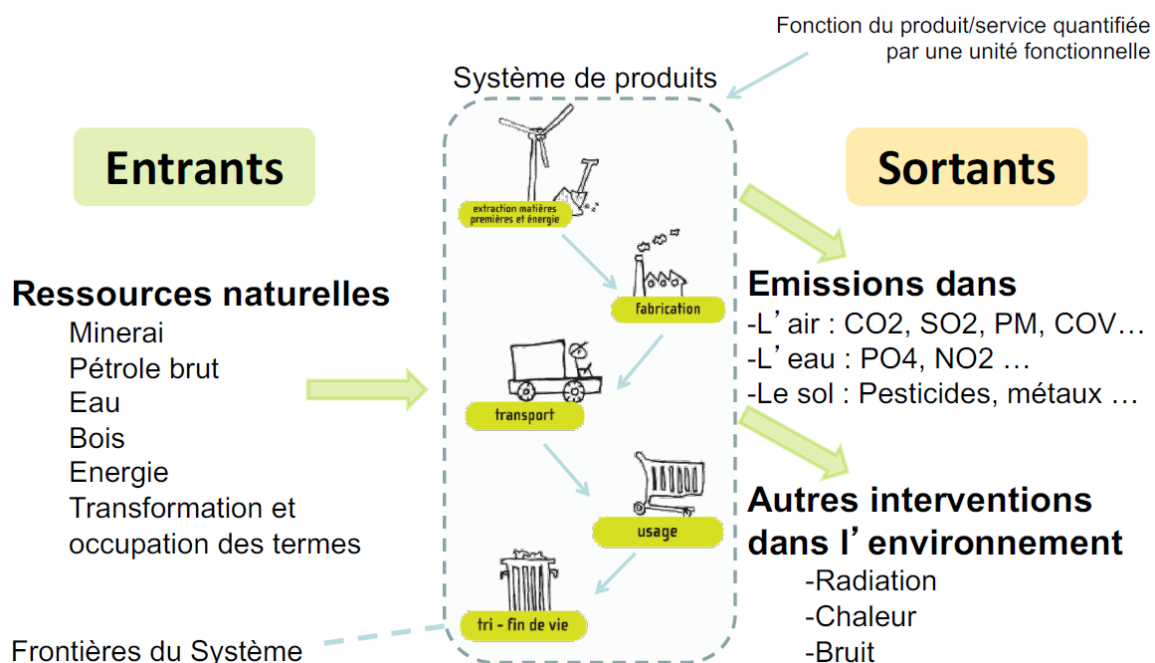 Fonction du produit/service quantifiée
par une unité fonctionnelle
Système de produits
Entrants
Sortants
extraction matières
premières et énergie
fabrication
transport
usage
tri - fin de vie
Ressources naturelles
Minerai
Pétrole brut
Eau
Bois
Energie
Transformation et
occupation des termes
Frontières du Système
Emissions dans
-L’air : CO2, SO2, PM, COV…
-L’eau : PO4, NO2 …
-Le sol : Pesticides, métaux …
Autres interventions
dans l’environnement
-Radiation
-Chaleur
-Bruit